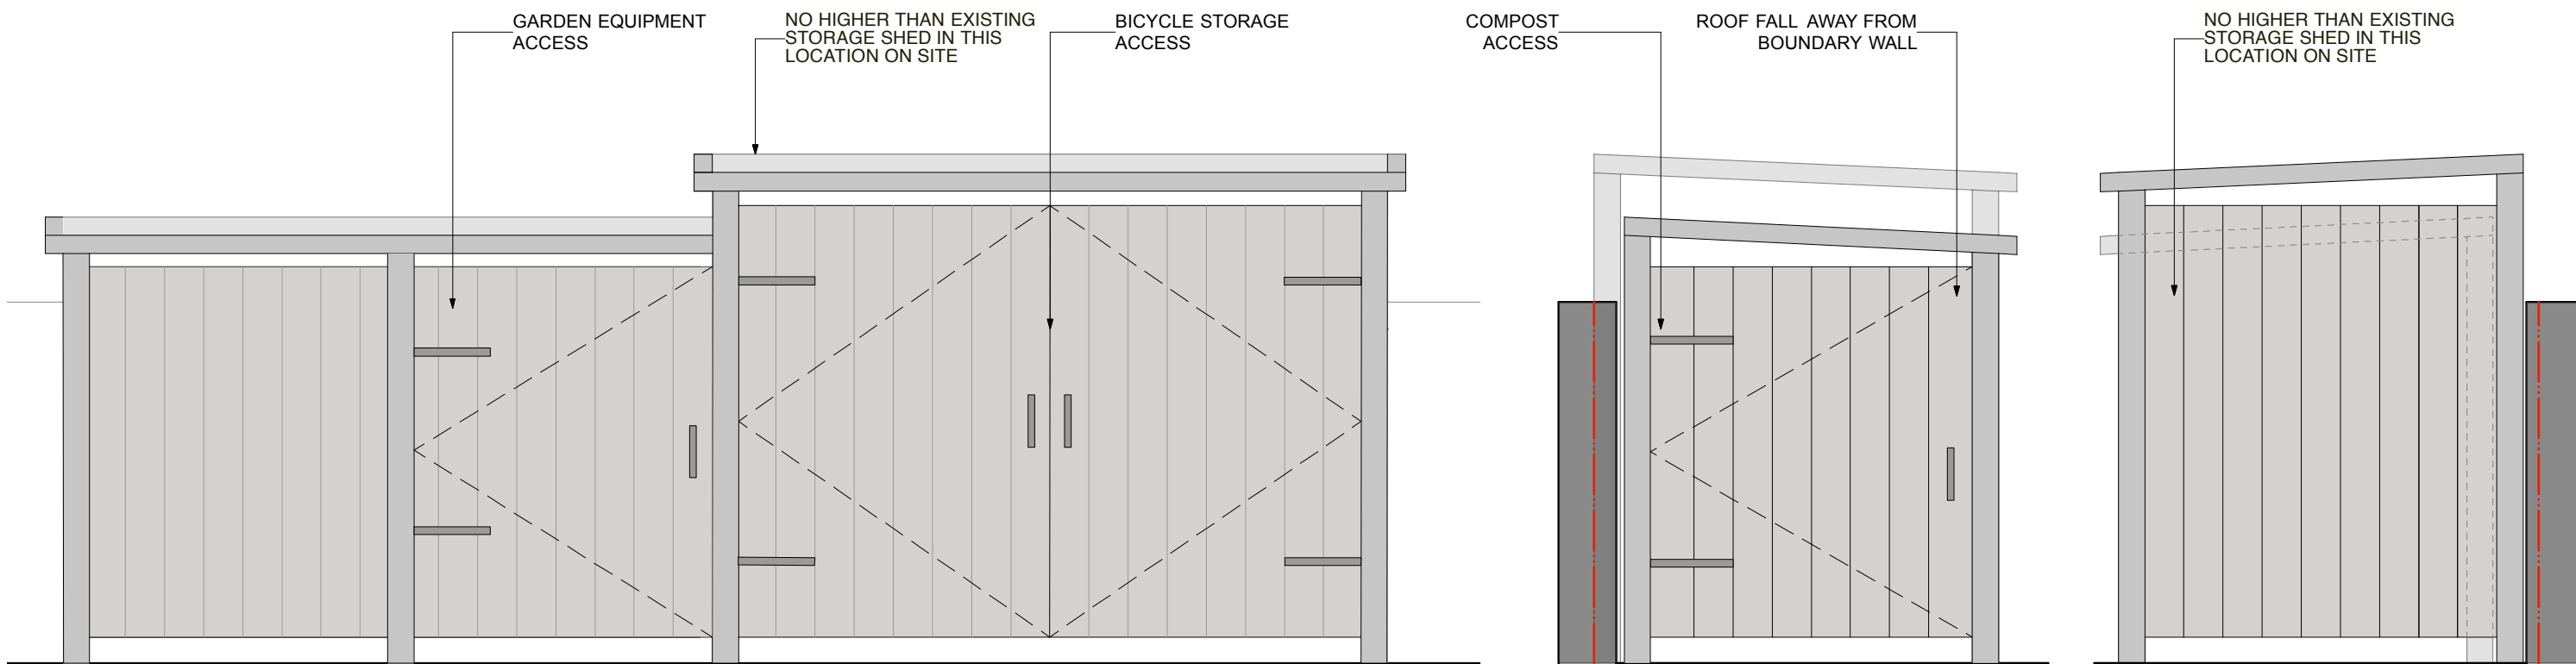 GARDEN EQUIPMENT
ACCESS
NO HIGHER THAN EXISTING
STORAGE SHED IN THIS
LOCATION ON SITE
BICYCLE STORAGE
ACCESS
COMPOST
ACCESS
ROOF FALL AWAY FROM
BOUNDARY WALL
NO HIGHER THAN EXISTING
STORAGE SHED IN THIS
LOCATION ON SITE